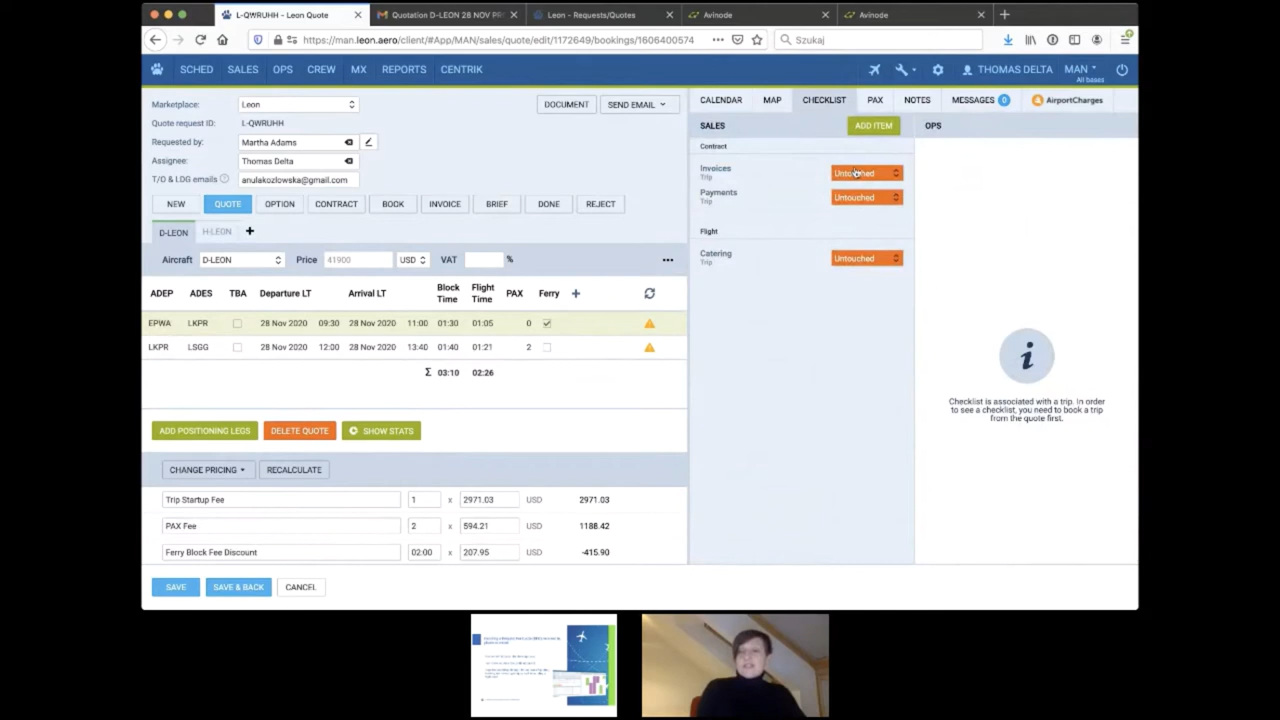 L-QWRUHH - Leon Quote
Quotation D-LEON 28 NOV PR
Leon - Requests/Quotes
Avinode
Avinode
https://man.leon.aero/client/#App/MAN/sales/quote/edit/1172649/bookings/1606400574
Szukaj
SCHED SALES OPS CREW MX REPORTS CENTRIK
THOMAS DELTA
MAN
All bases
Marketplace: Leon
DOCUMENT
SEND EMAIL
Quote request ID: L-QWRUHH
Requested by: Martha Adams
Assignee: Thomas Delta
T/O & LDG emails anulakozlowska@gmail.com
NEW QUOTE OPTION CONTRACT BOOK INVOICE BRIEF DONE REJECT
D-LEON H-LEON
Aircraft D-LEON Price 41900 USD VAT %
ADEP ADES TBA Departure LT Arrival LT Block Time Flight Time PAX Ferry
EPWA LKPR 28 Nov 2020 09:30 28 Nov 2020 11:00 01:30 01:05 0
LKPR LSGG 28 Nov 2020 12:00 28 Nov 2020 13:40 01:40 01:21 2
Σ 03:10 02:26
ADD POSITIONING LEGS DELETE QUOTE SHOW STATS
CHANGE PRICING RECALCULATE
Trip Startup Fee 1 x 2971.03 USD 2971.03
PAX Fee 2 x 594.21 USD 1188.42
Ferry Block Fee Discount 02:00 x 207.95 USD -415.90
SAVE SAVE & BACK CANCEL
CALENDAR MAP CHECKLIST PAX NOTES MESSAGES 0 AirportCharges
SALES
ADD ITEM
OPS
Contract
Invoices
Trip
Untouched
Payments
Trip
Untouched
Flight
Catering
Trip
Untouched
i
Checklist is associated with a trip. In order
to see a checklist, you need to book a trip
from the quote first.